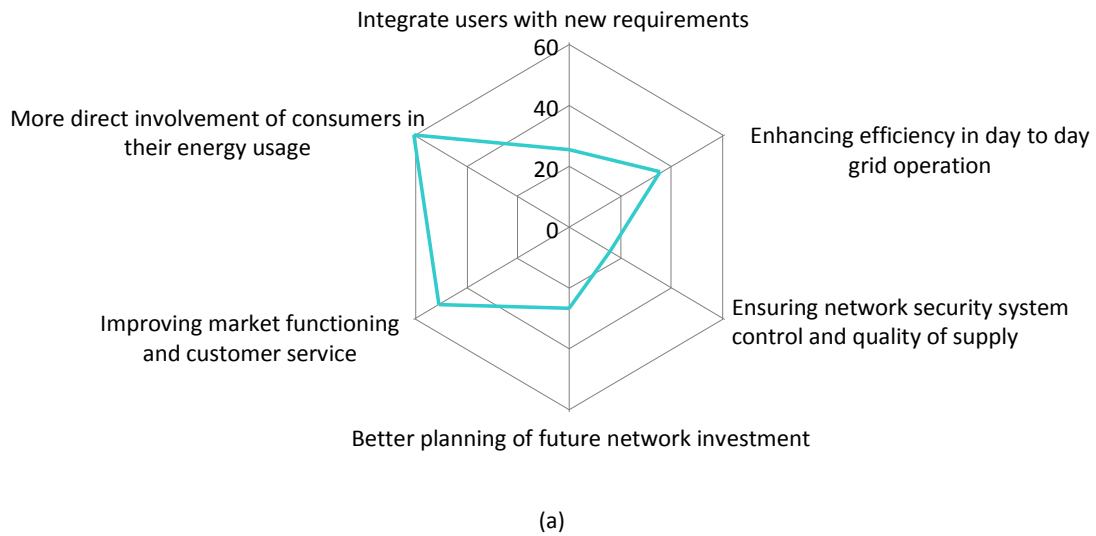 Integrate users with new requirements
60
40
20
0
More direct involvement of consumers in
their energy usage
Enhancing efficiency in day to day
grid operation
Improving market functioning
and customer service
Ensuring network security system
control and quality of supply
Better planning of future network investment
(a)